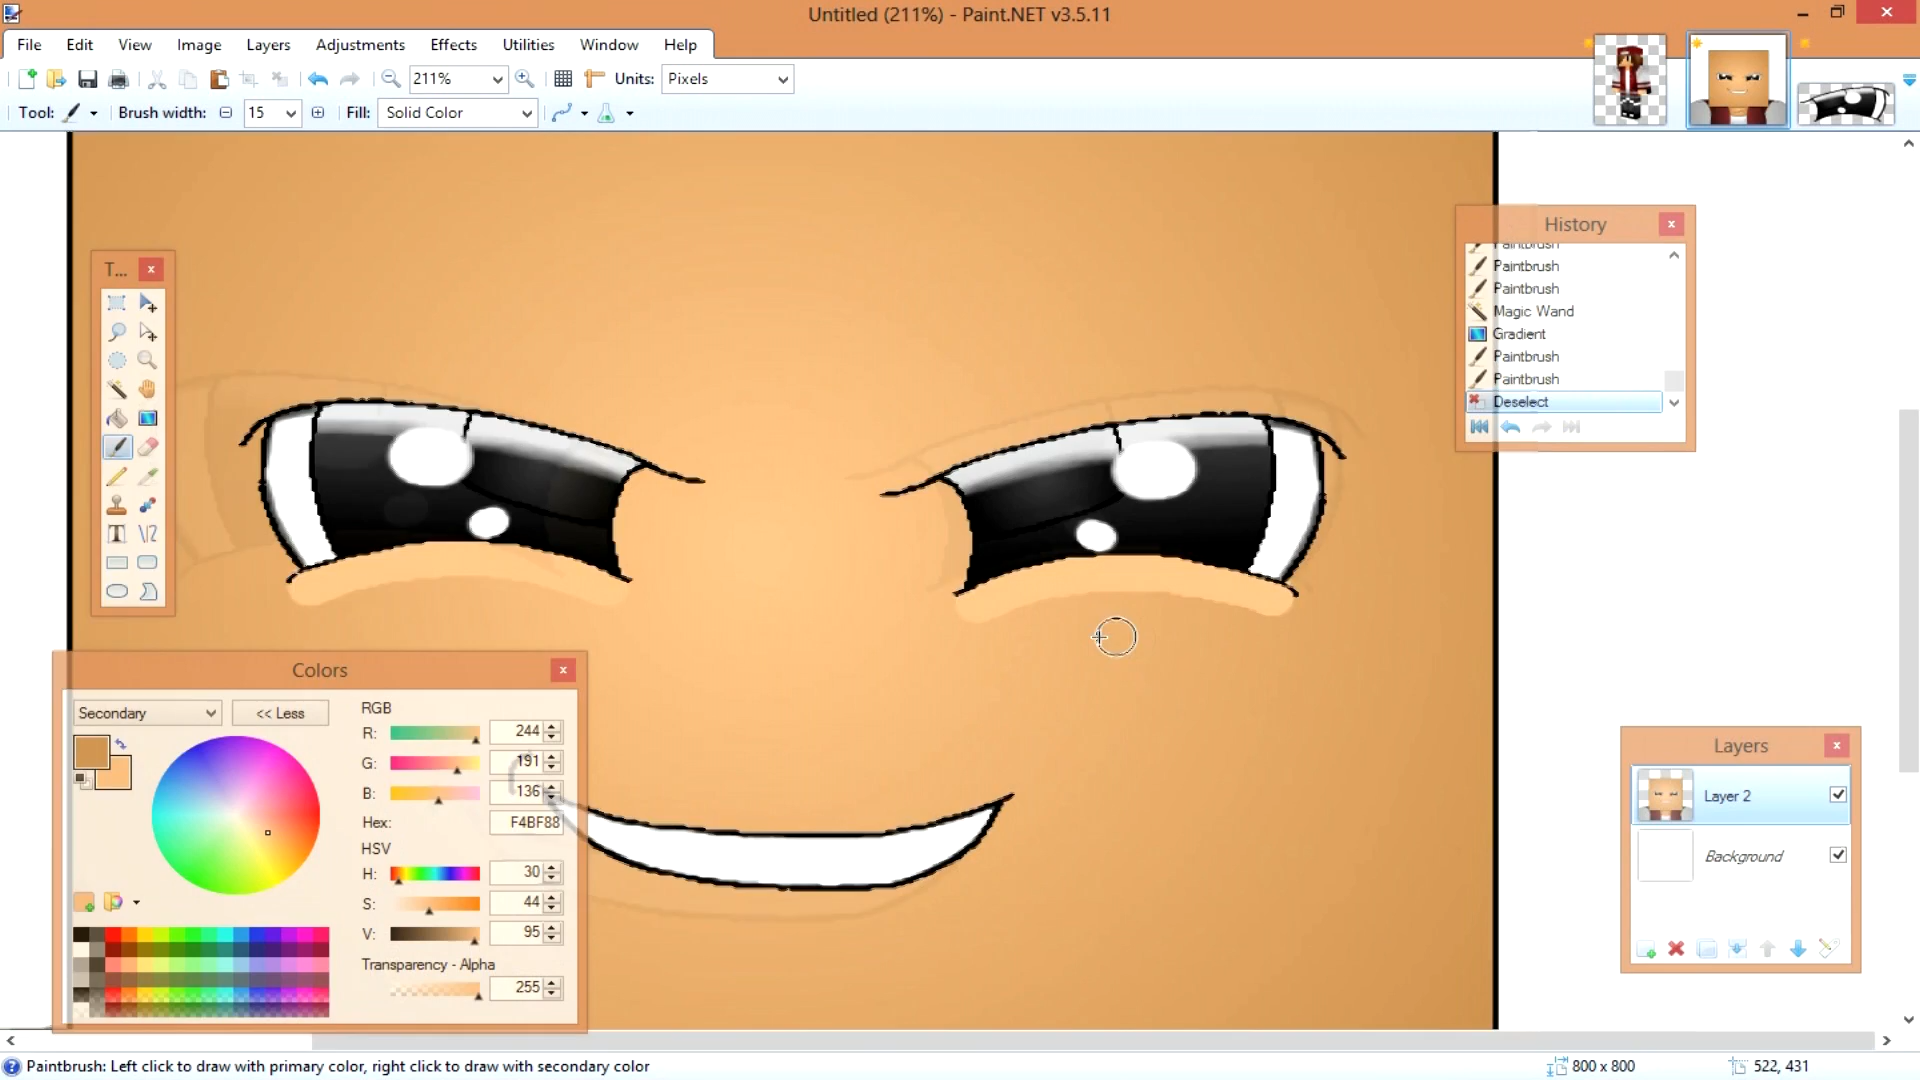 Untitled (211%) - Paint.NET v3.5.11
File Edit View Image Layers Adjustments Effects Utilities Window Help
211% Units: Pixels
Tool: Brush width: 15 Fill: Solid Color
T...
History
Paintbrush
Paintbrush
Paintbrush
Magic Wand
Gradient
Paintbrush
Paintbrush
Deselect
Colors
Secondary << Less
RGB
R: 244
G: 191
B: 136
Hex: F4BF88
HSV
H: 30
S: 44
V: 95
Transparency - Alpha
255
Layers
Layer 2
Background
Paintbrush: Left click to draw with primary color, right click to draw with secondary color
800 x 800
522, 431